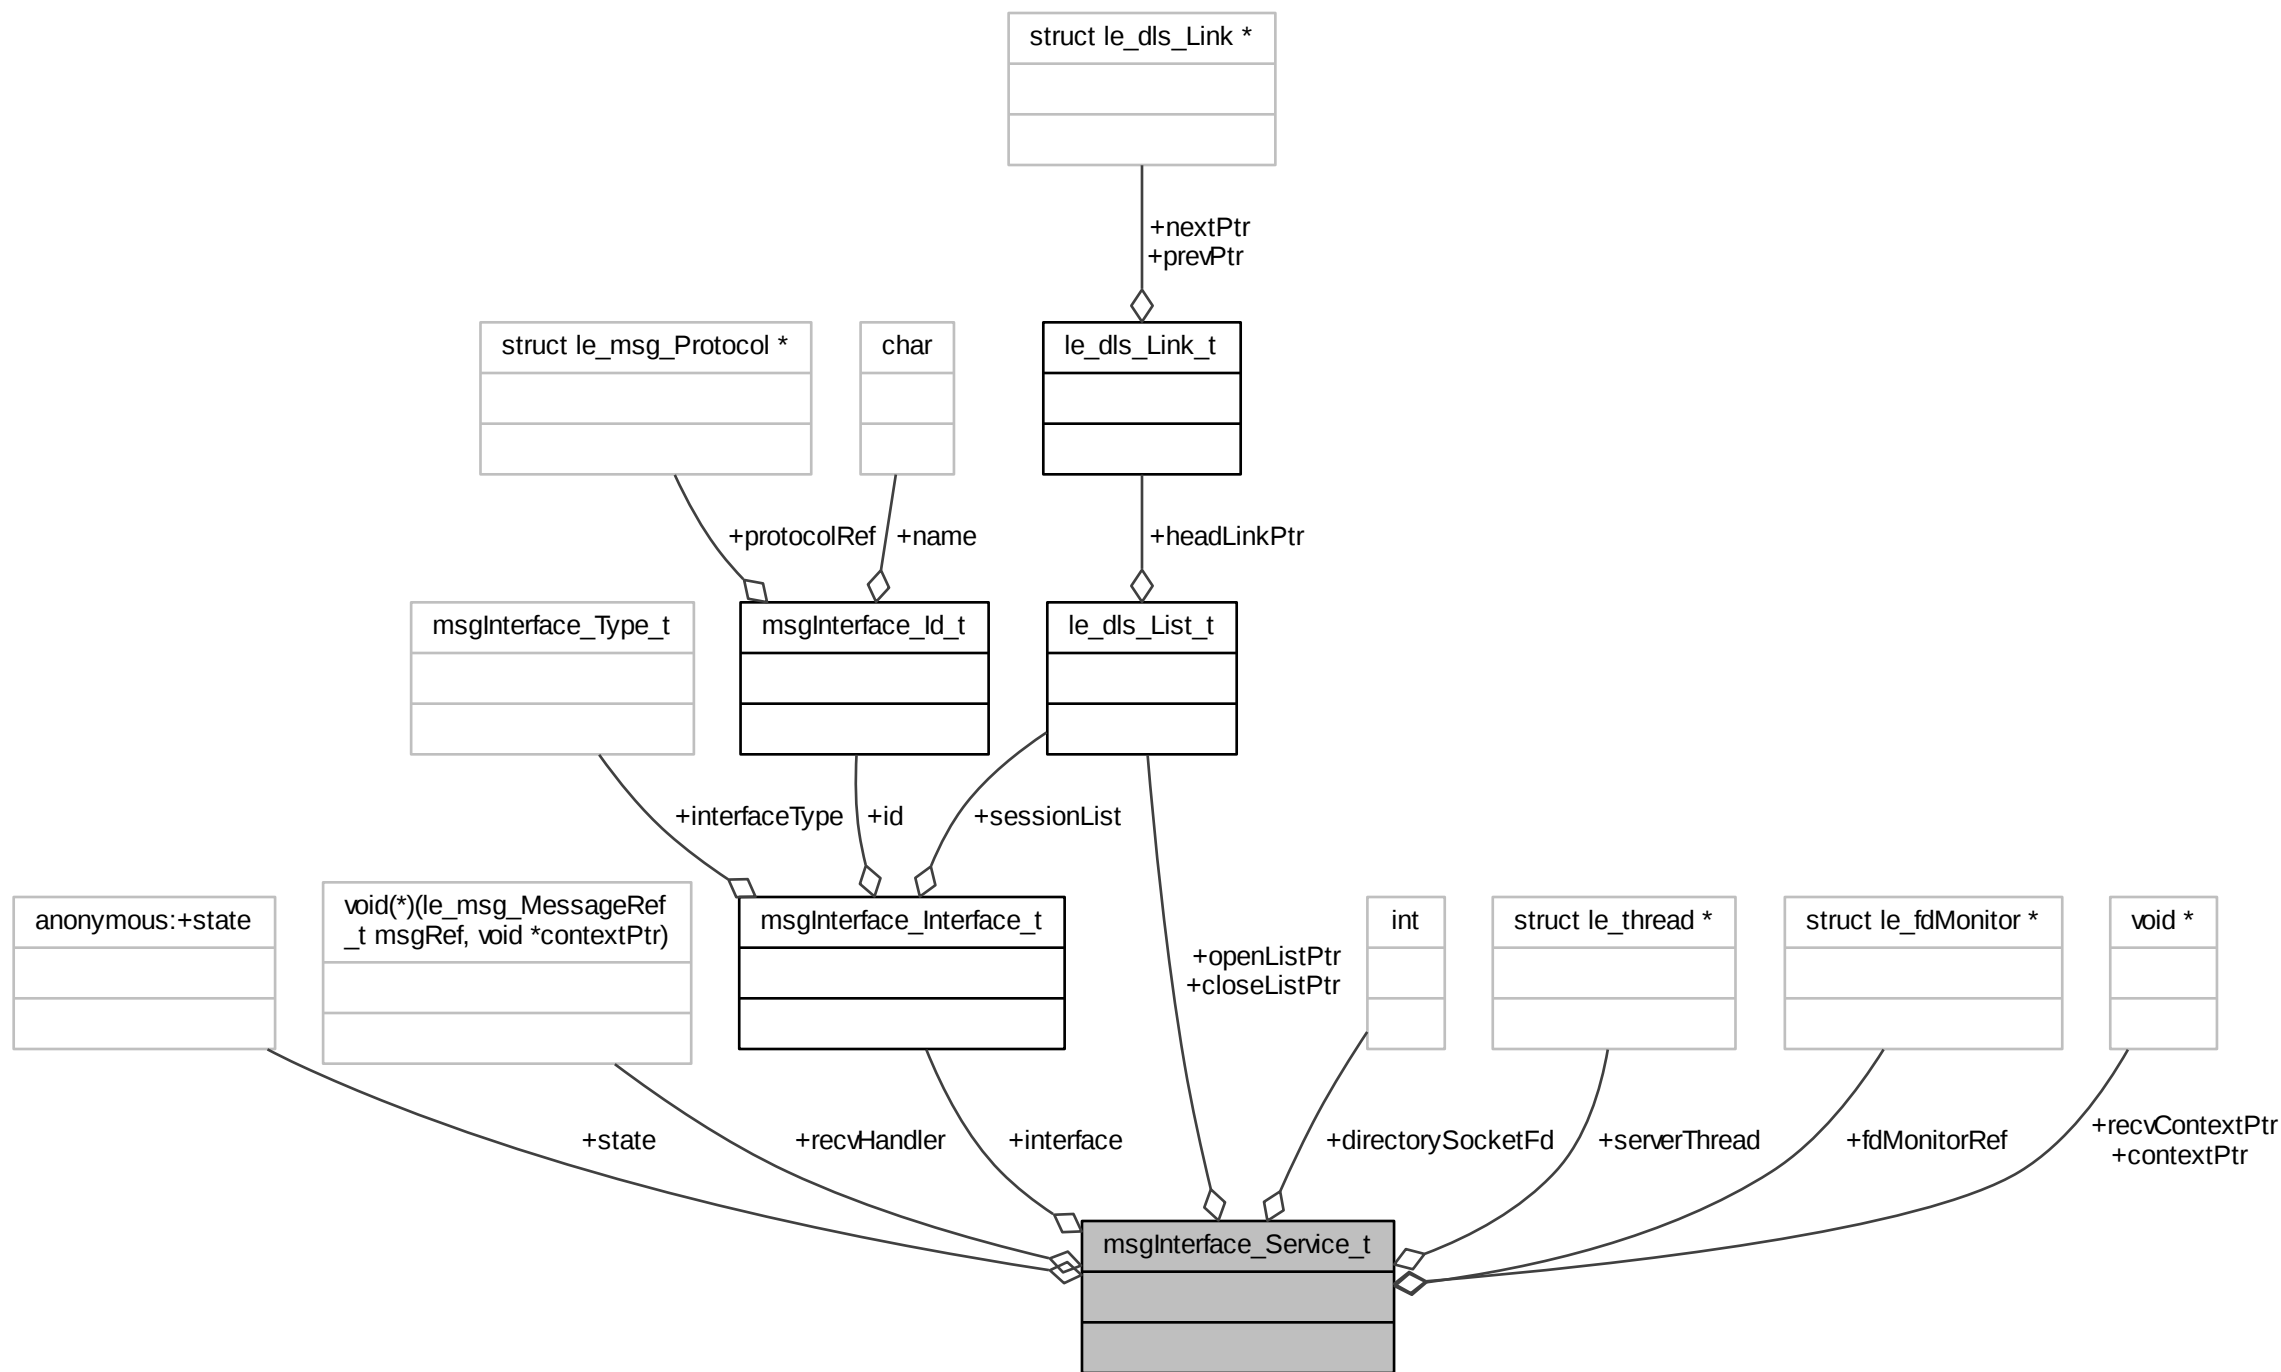 struct le_dls_Link *
+nextPtr
+prevPtr
struct le_msg_Protocol *
char
le_dls_Link_t
+protocolRef
+name
+headLinkPtr
msgInterface_Type_t
msgInterface_Id_t
le_dls_List_t
+interfaceType
+id
+sessionList
anonymous:+state
void(*)(le_msg_MessageRef
_t msgRef, void *contextPtr)
msgInterface_Interface_t
+openListPtr
+closeListPtr
int
struct le_thread *
struct le_fdMonitor *
void *
+state
+recvHandler
+interface
+directorySocketFd
+serverThread
+fdMonitorRef
+recvContextPtr
+contextPtr
msgInterface_Service_t